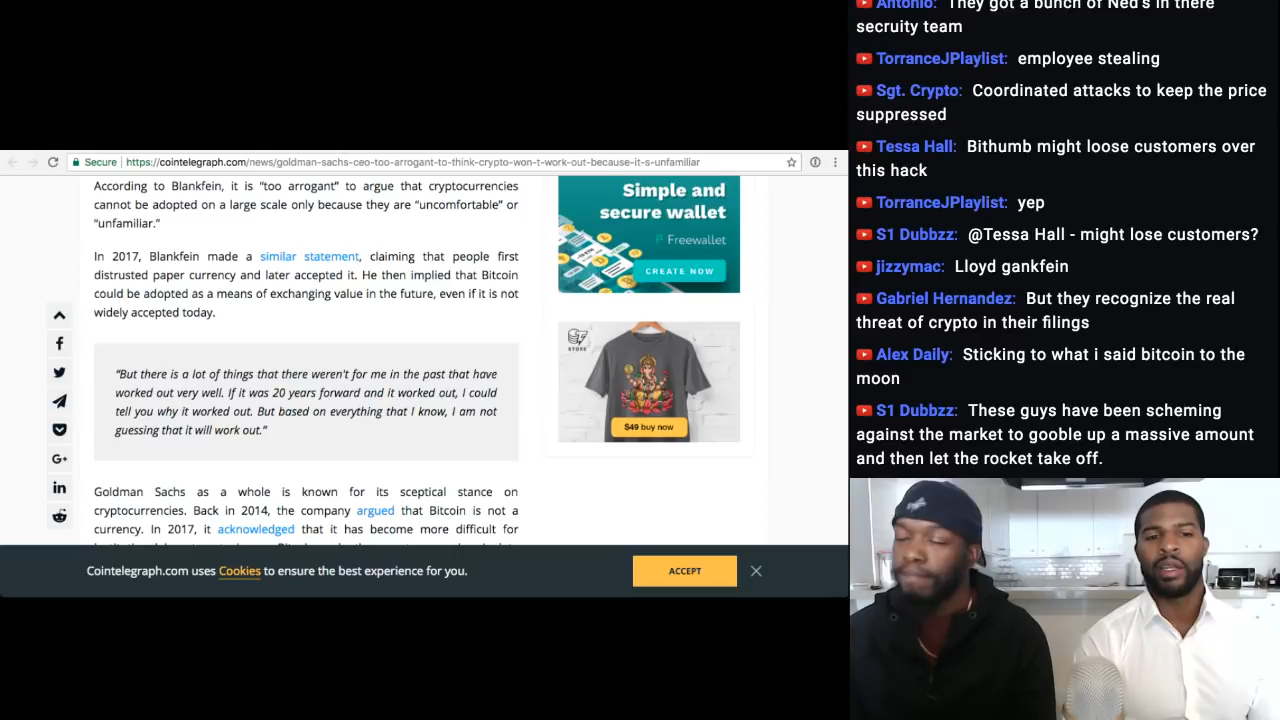 Secure | https://cointelegraph.com/news/goldman-sachs-ceo-too-arrogant-to-think-crypto-won-t-work-out-because-it-s-unfamiliar
According to Blankfein, it is “too arrogant” to argue that cryptocurrencies
cannot be adopted on a large scale only because they are “uncomfortable” or
“unfamiliar.”
In 2017, Blankfein made a similar statement, claiming that people first
distrusted paper currency and later accepted it. He then implied that Bitcoin
could be adopted as a means of exchanging value in the future, even if it is not
widely accepted today.
“But there is a lot of things that there weren't for me in the past that have
worked out very well. If it was 20 years forward and it worked out, I could
tell you why it worked out. But based on everything that I know, I am not
guessing that it will work out.”
Goldman Sachs as a whole is known for its sceptical stance on
cryptocurrencies. Back in 2014, the company argued that Bitcoin is not a
currency. In 2017, it acknowledged that it has become more difficult for
Simple and
secure wallet
Freewallet
CREATE NOW
STORE
$49 buy now
G+
in
Cointelegraph.com uses Cookies to ensure the best experience for you.
ACCEPT
Antonio: They got a bunch of Ned's in there
secruity team
TorranceJPlaylist: employee stealing
Sgt. Crypto: Coordinated attacks to keep the price
suppressed
Tessa Hall: Bithumb might loose customers over
this hack
TorranceJPlaylist: yep
S1 Dubbzz: @Tessa Hall - might lose customers?
jizzymac: Lloyd gankfein
Gabriel Hernandez: But they recognize the real
threat of crypto in their filings
Alex Daily: Sticking to what i said bitcoin to the
moon
S1 Dubbzz: These guys have been scheming
against the market to gooble up a massive amount
and then let the rocket take off.